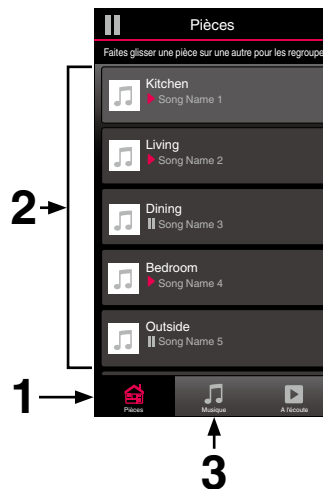 Pièces
Faites glisser une pièce sur une autre pour les regroupe
Kitchen
Song Name 1
Living
Song Name 2
2
Dining
Song Name 3
Bedroom
Song Name 4
Outside
Song Name 5
1
Pièces
Musique
A l'écoute
3